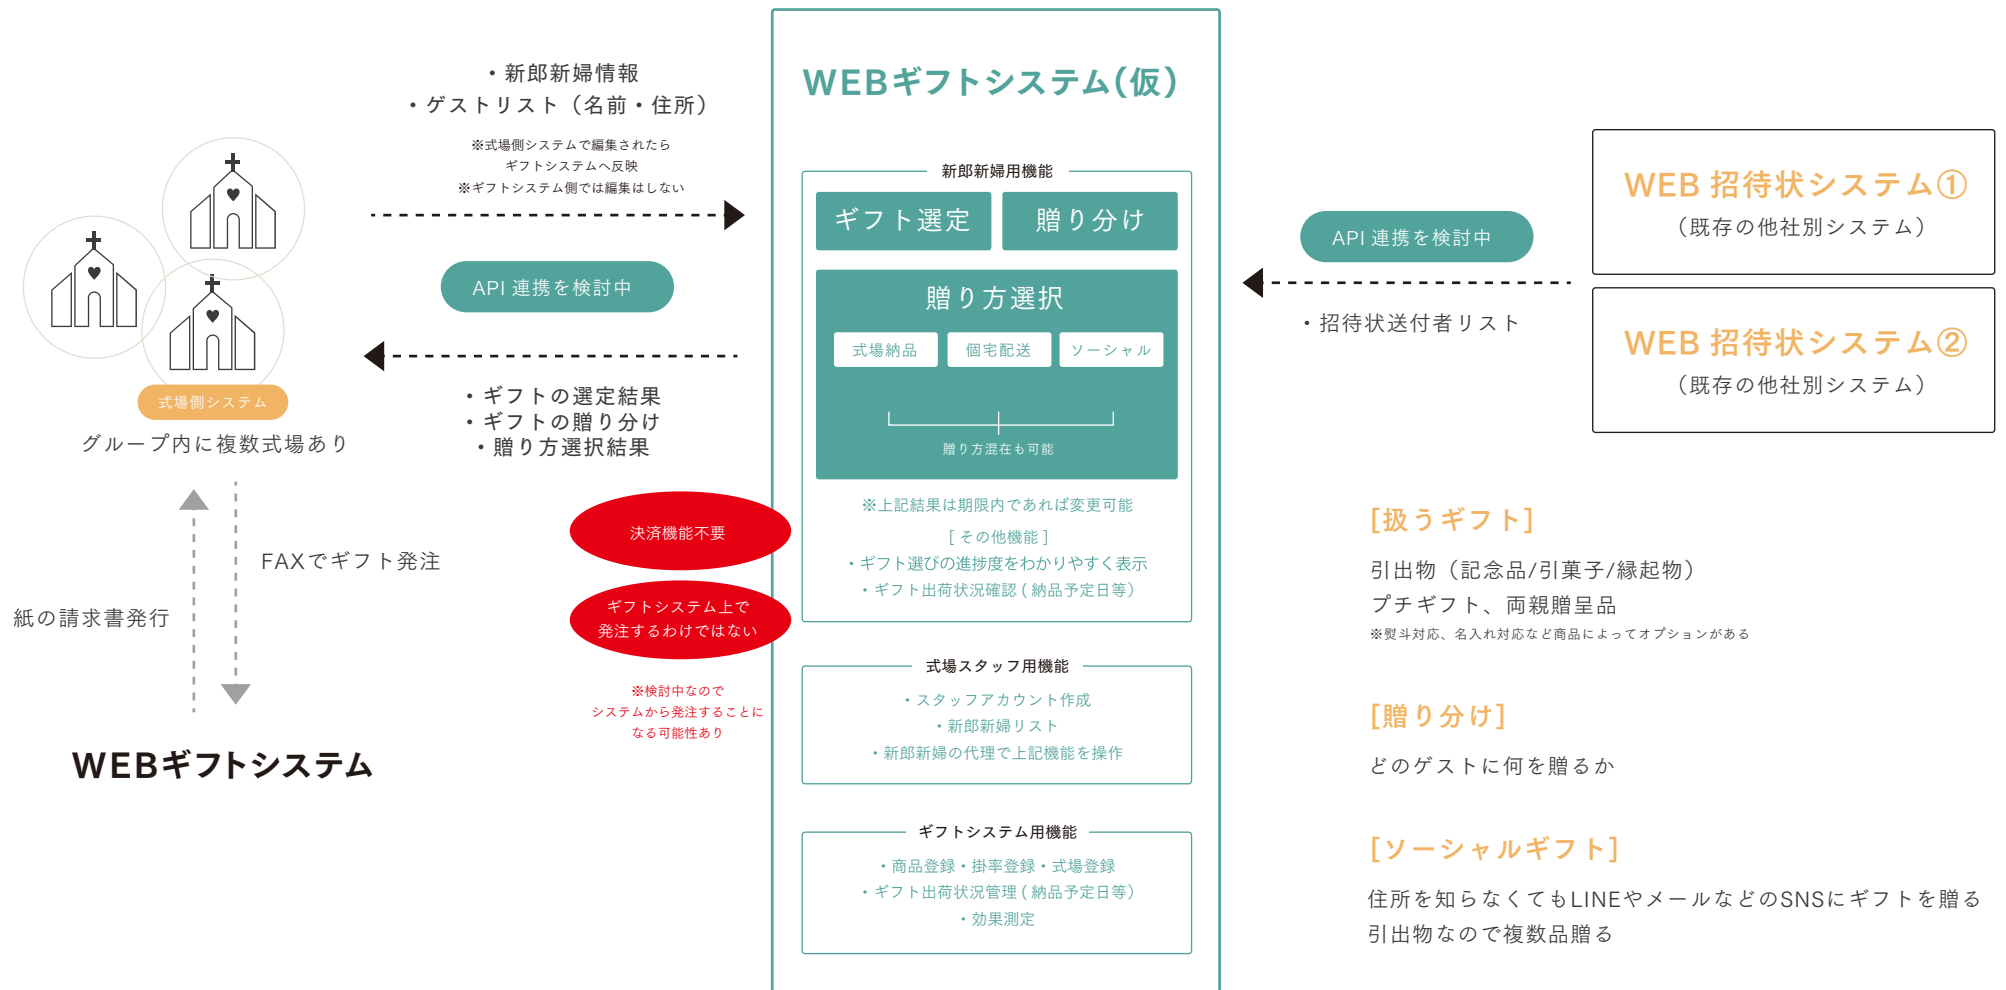 ・新郎新婦情報
・ゲストリスト（名前・住所）
※式場側システムで編集されたら
ギフトシステムへ反映
※ギフトシステム側では編集はしない
API 連携を検討中
・ギフトの選定結果
・ギフトの贈り分け
・贈り方選択結果
式場側システム
グループ内に複数式場あり
FAXでギフト発注
紙の請求書発行
WEBギフトシステム
決済機能不要
ギフトシステム上で
発注するわけではない
※検討中なので
システムから発注することに
なる可能性あり
WEBギフトシステム(仮)
新郎新婦用機能
ギフト選定
贈り分け
贈り方選択
式場納品
個宅配送
ソーシャル
贈り方混在も可能
※上記結果は期限内であれば変更可能
[ その他機能 ]
・ギフト選びの進捗度をわかりやすく表示
・ギフト出荷状況確認 ( 納品予定日等）
式場スタッフ用機能
・スタッフアカウント作成
・新郎新婦リスト
・新郎新婦の代理で上記機能を操作
ギフトシステム用機能
・商品登録・掛率登録・式場登録
・ギフト出荷状況管理 ( 納品予定日等）
・効果測定
API 連携を検討中
・招待状送付者リスト
WEB 招待状システム①
（既存の他社別システム）
WEB 招待状システム②
（既存の他社別システム）
[扱うギフト]
引出物（記念品/引菓子/縁起物）
プチギフト、両親贈呈品
※熨斗対応、名入れ対応など商品によってオプションがある
[贈り分け]
どのゲストに何を贈るか
[ソーシャルギフト]
住所を知らなくてもLINEやメールなどのSNSにギフトを贈る
引出物なので複数品贈る